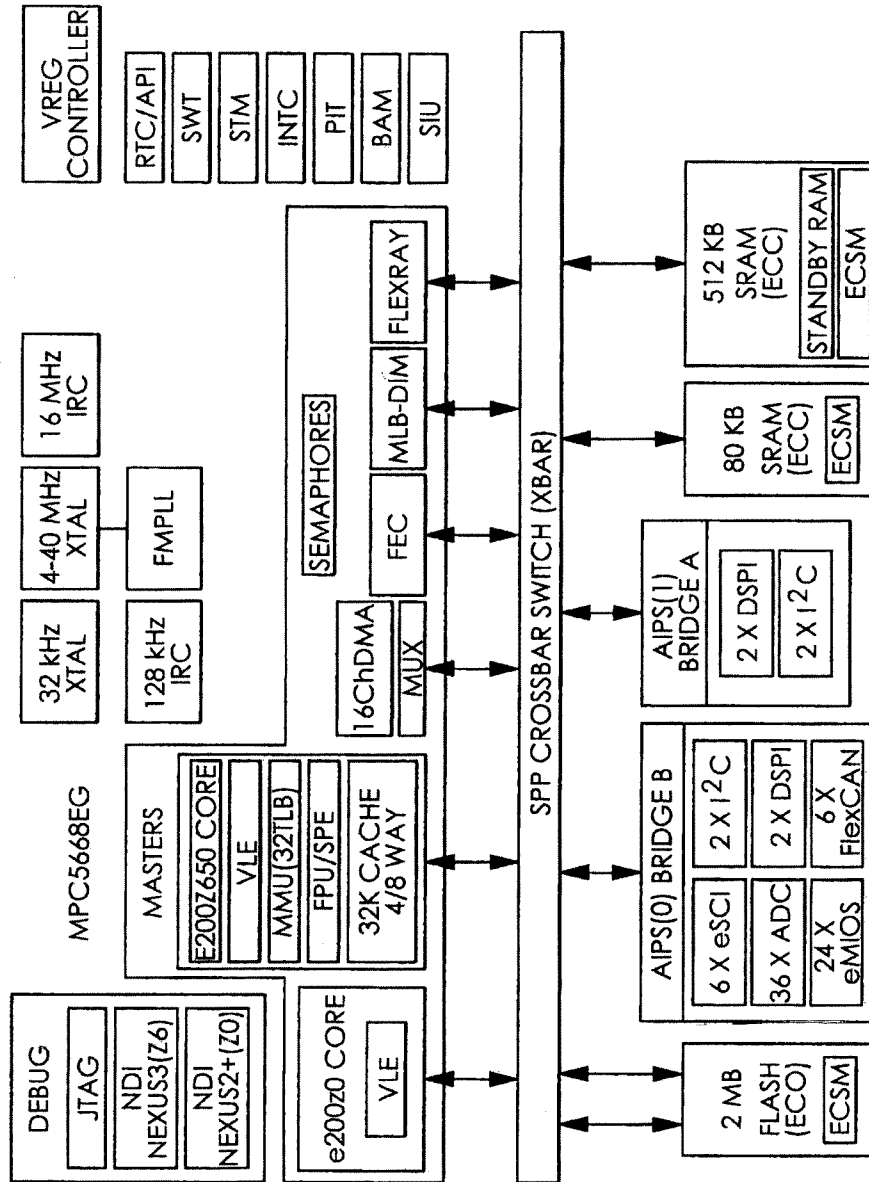 DEBUG
JTAG
NDI
NEXUS3(Z6)
NDI
NEXUS2+(Z0)
MPC5668EG
32 kHz
XTAL
4-40 MHz
XTAL
16 MHz
IRC
128 kHz
IRC
FMPLL
VREG
CONTROLLER
RTC/API
SWT
STM
INTC
PIT
BAM
SIU
MASTERS
E200Z650 CORE
VLE
MMU(32TLB)
FPU/SPE
32K CACHE
4/8 WAY
e200z0 CORE
VLE
SEMAPHORES
16ChDMA
MUX
FEC
MLB-DIM
FLEXRAY
SPP CROSSBAR SWITCH (XBAR)
2 MB
FLASH
(ECO)
ECSM
AIPS(0) BRIDGE B
6 X eSCI
2 X I²C
36 X ADC
2 X DSPI
24 X
eMIOS
6 X
FlexCAN
AIPS(1)
BRIDGE A
2 X DSPI
2 X I²C
80 KB
SRAM
(ECC)
ECSM
512 KB
SRAM
(ECC)
STANDBY RAM
ECSM